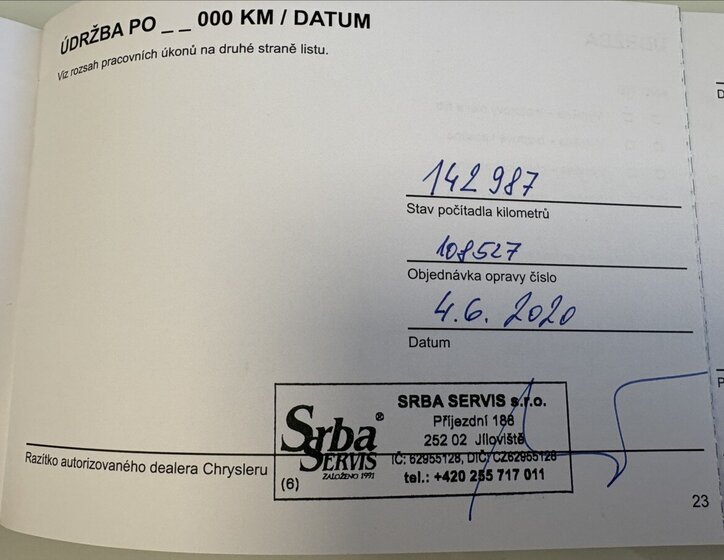 ÚDRŽBA PO _ _ 000 KM / DATUM
Viz rozsah pracovních úkonů na druhé straně listu.
142 987
Stav počítadla kilometrů
108527
Objednávka opravy číslo
4.6. 2020
Datum
Razítko autorizovaného dealera Chrysleru
Srba®
SERVIS
ZALOŽENO 1991
(6)
SRBA SERVIS s.r.o.
Příjezdní 188
252 02 Jíloviště
IČ: 62955128, DIČ: CZ62955128
tel.: +420 255 717 011
23
D
P